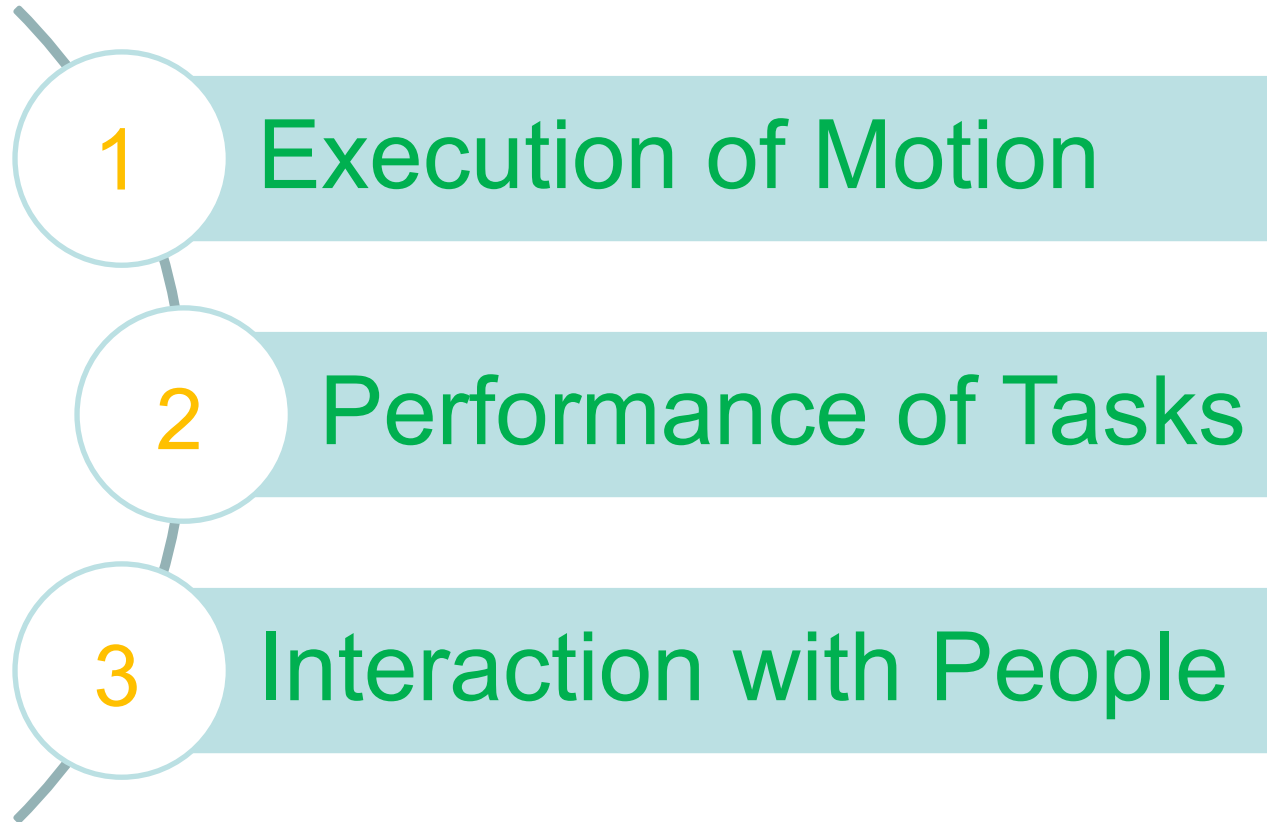 1 Execution of Motion
2 Performance of Tasks
3 Interaction with People